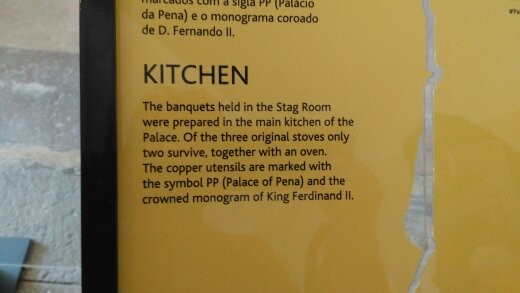 marcados com a sigla PP (Palácio
da Pena) e o monograma coroado
de D. Fernando II.
KITCHEN
The banquets held in the Stag Room
were prepared in the main kitchen of the
Palace. Of the three original stoves only
two survive, together with an oven.
The copper utensils are marked with
the symbol PP (Palace of Pena) and the
crowned monogram of King Ferdinand II.